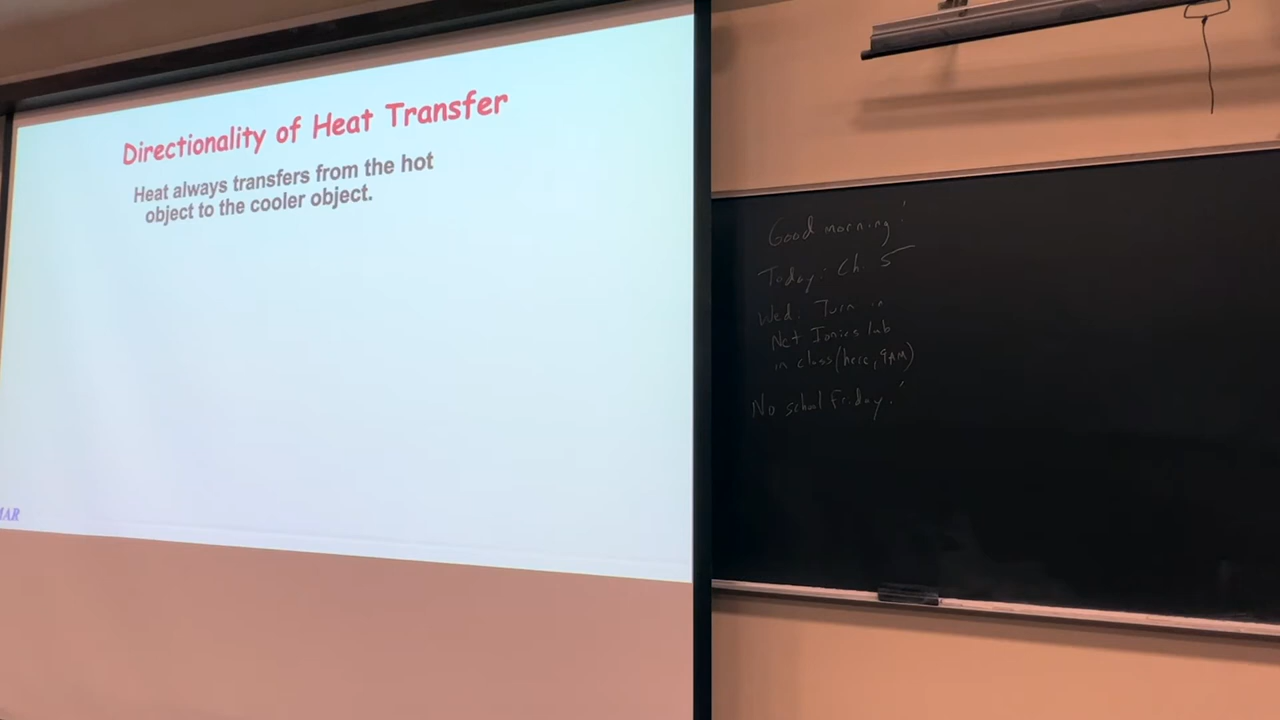 Directionality of Heat Transfer
Heat always transfers from the hot
object to the cooler object.
MAR
Good morning!
Today: Ch. 5
Wed. Turn in
Net Ionics lab
in class (here, 9AM)
No school Friday!